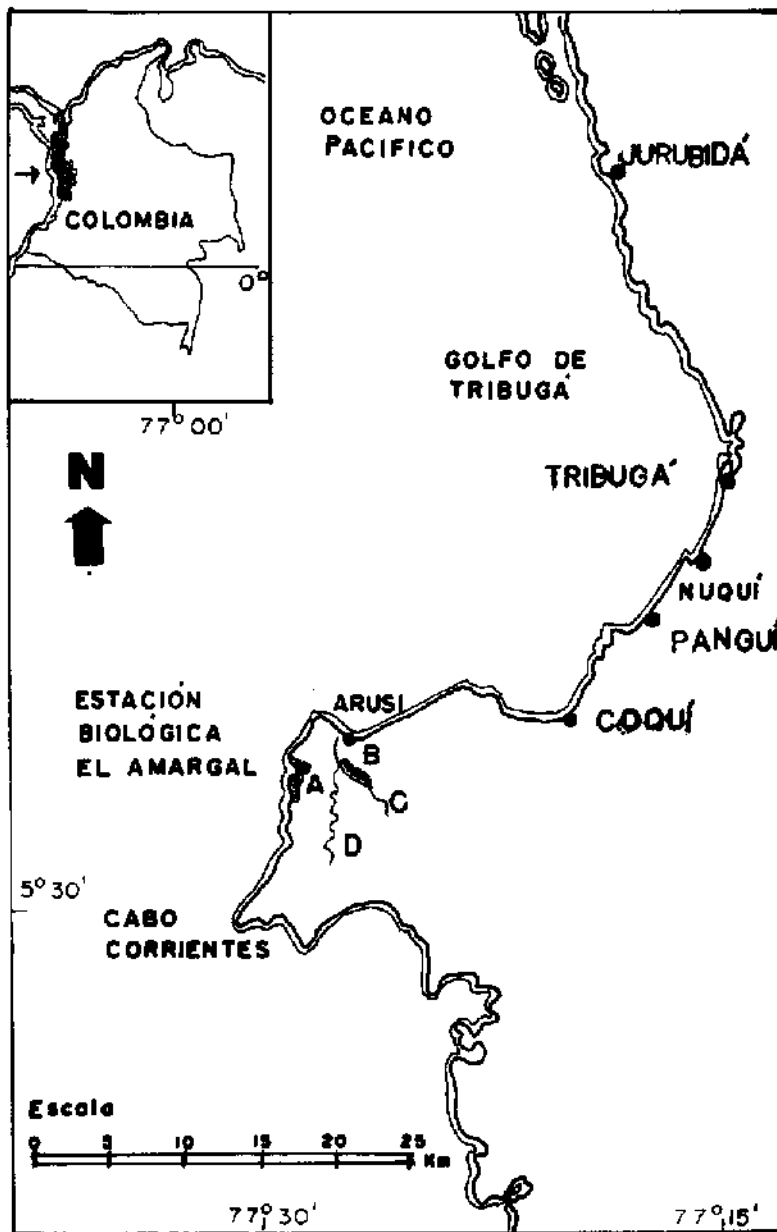 OCEANO
PACIFICO
JURUBIDÁ
COLOMBIA
0°
GOLFO DE
TRIBUGÁ
77° 00'
N
TRIBUGÁ
NUQUÍ
PANGUÍ
ESTACIÓN
BIOLÓGICA
EL AMARGAL
ARUSI
COQUÍ
A
B
C
D
5° 30'
CABO
CORRIENTES
Escala
0 5 10 15 20 25
Km
77° 30'
77° 15'